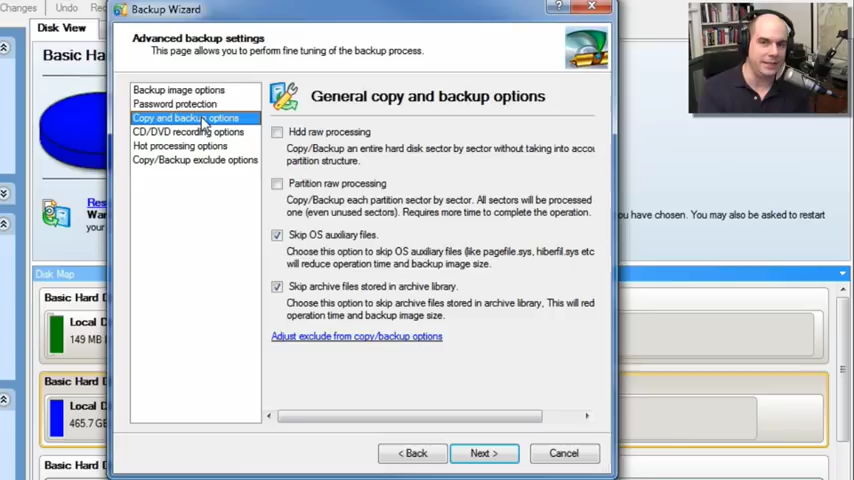 Changes
Undo
Disk View
Basic Har
Backup Wizard
Advanced backup settings
This page allows you to perform fine tuning of the backup process.
Backup image options
Password protection
Copy and backup options
CD/DVD recording options
Hot processing options
Copy/Backup exclude options
General copy and backup options
Hdd raw processing
Copy/Backup an entire hard disk sector by sector without taking into accou
partition structure.
Partition raw processing
Copy/Backup each partition sector by sector. All sectors will be processed
one (even unused sectors). Requires more time to complete the operation.
Skip OS auxiliary files.
Choose this option to skip OS auxiliary files (like pagefile.sys, hiberfil.sys etc
will reduce operation time and backup image size.
Skip archive files stored in archive library.
Choose this option to skip archive files stored in archive library, This will red
operation time and backup image size.
Adjust exclude from copy/backup options
< Back
Next >
Cancel
Res
War
your
ou have chosen. You may also be asked to restart
Disk Map
Basic Hard D
Local D
149 MB
Basic Hard D
Local D
465.7 GB
Basic Hard D